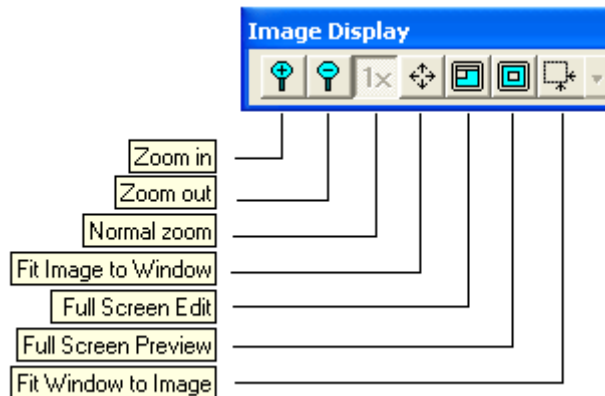 Image Display
1x
Zoom in
Zoom out
Normal zoom
Fit Image to Window
Full Screen Edit
Full Screen Preview
Fit Window to Image